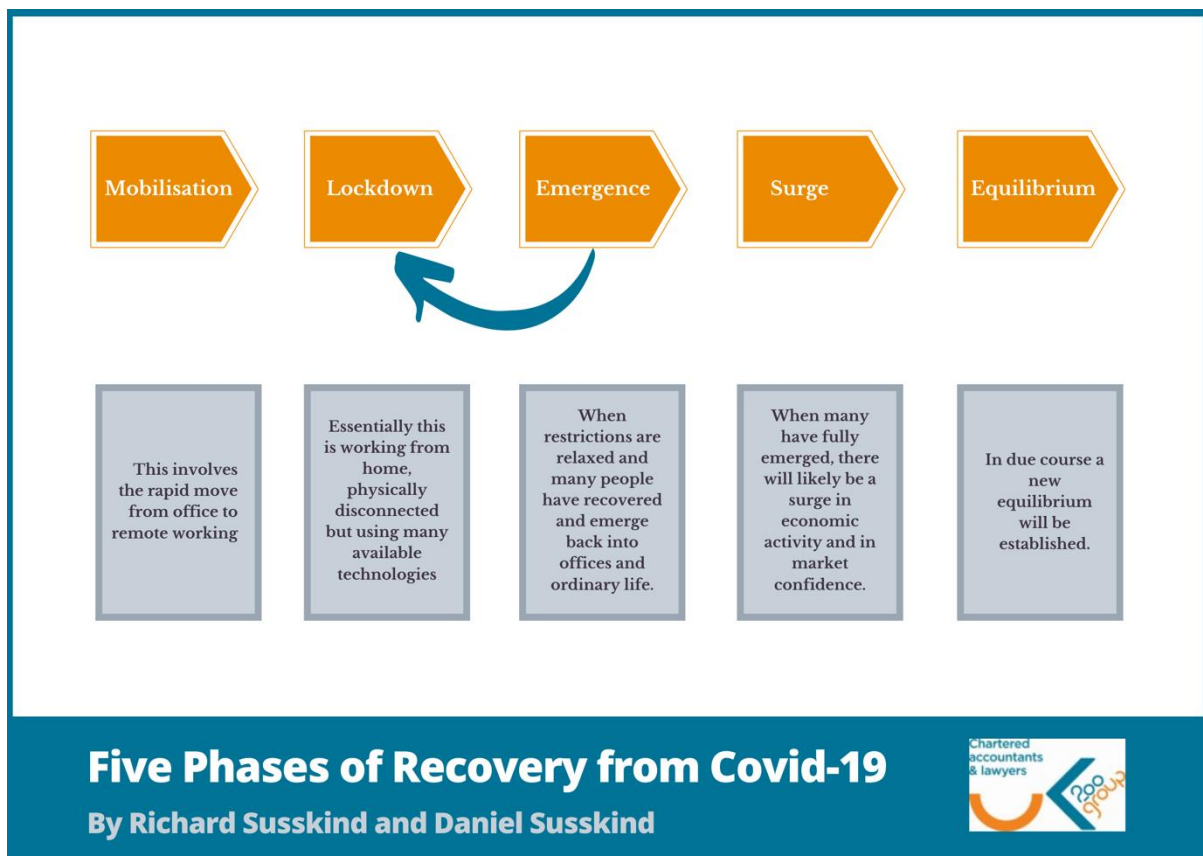 Mobilisation
Lockdown
Emergence
Surge
Equilibrium
This involves
the rapid move
from office to
remote working
Essentially this
is working from
home,
physically
disconnected
but using many
available
technologies
When
restrictions are
relaxed and
many people
have recovered
and emerge
back into
offices and
ordinary life.
When many
have fully
emerged, there
will likely be a
surge in
economic
activity and in
market
confidence.
In due course a
new
equilibrium
will be
established.
Five Phases of Recovery from Covid-19
By Richard Susskind and Daniel Susskind
Chartered
accountants
& lawyers
UK
200
group